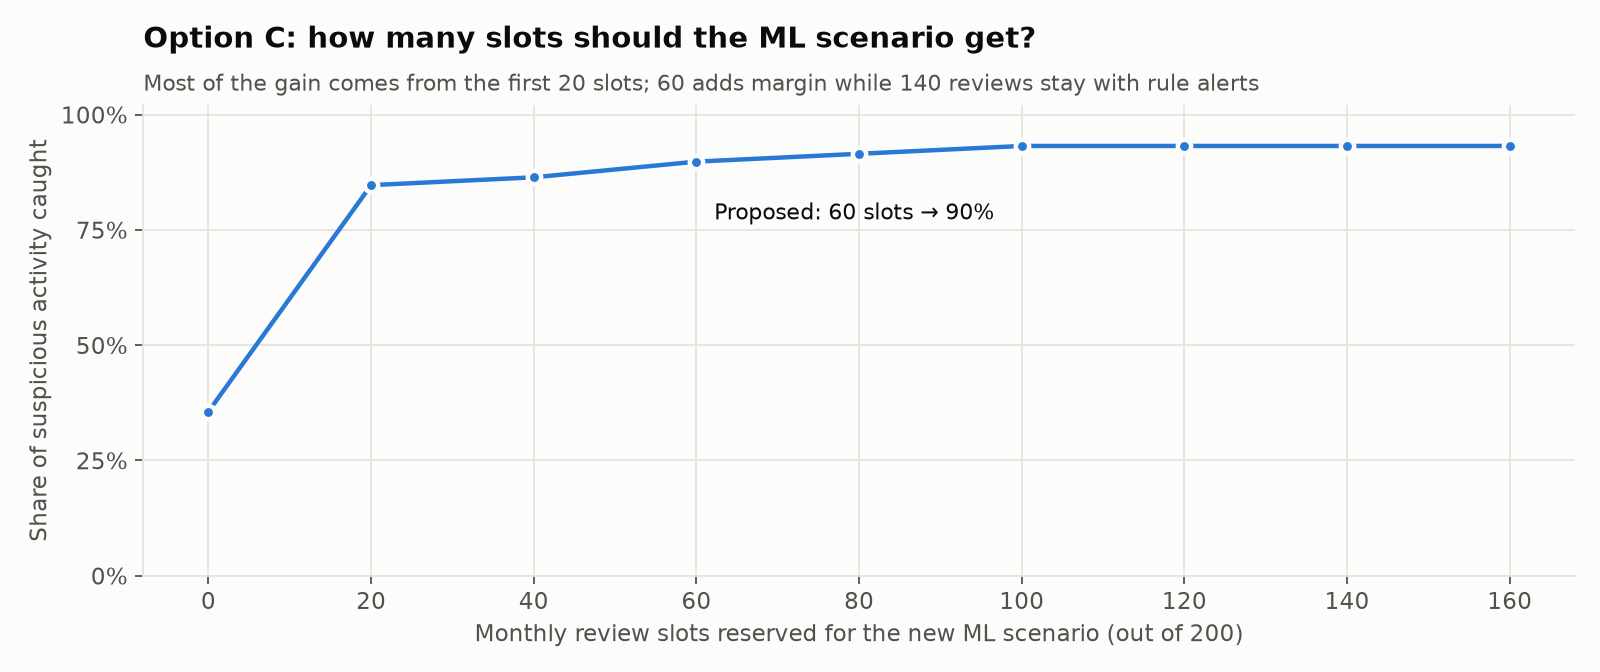 Option C: how many slots should the ML scenario get?
Most of the gain comes from the first 20 slots; 60 adds margin while 140 reviews stay with rule alerts
Share of suspicious activity caught
100%
75%
50%
25%
0%
Proposed: 60 slots → 90%
0 20 40 60 80 100 120 140 160
Monthly review slots reserved for the new ML scenario (out of 200)